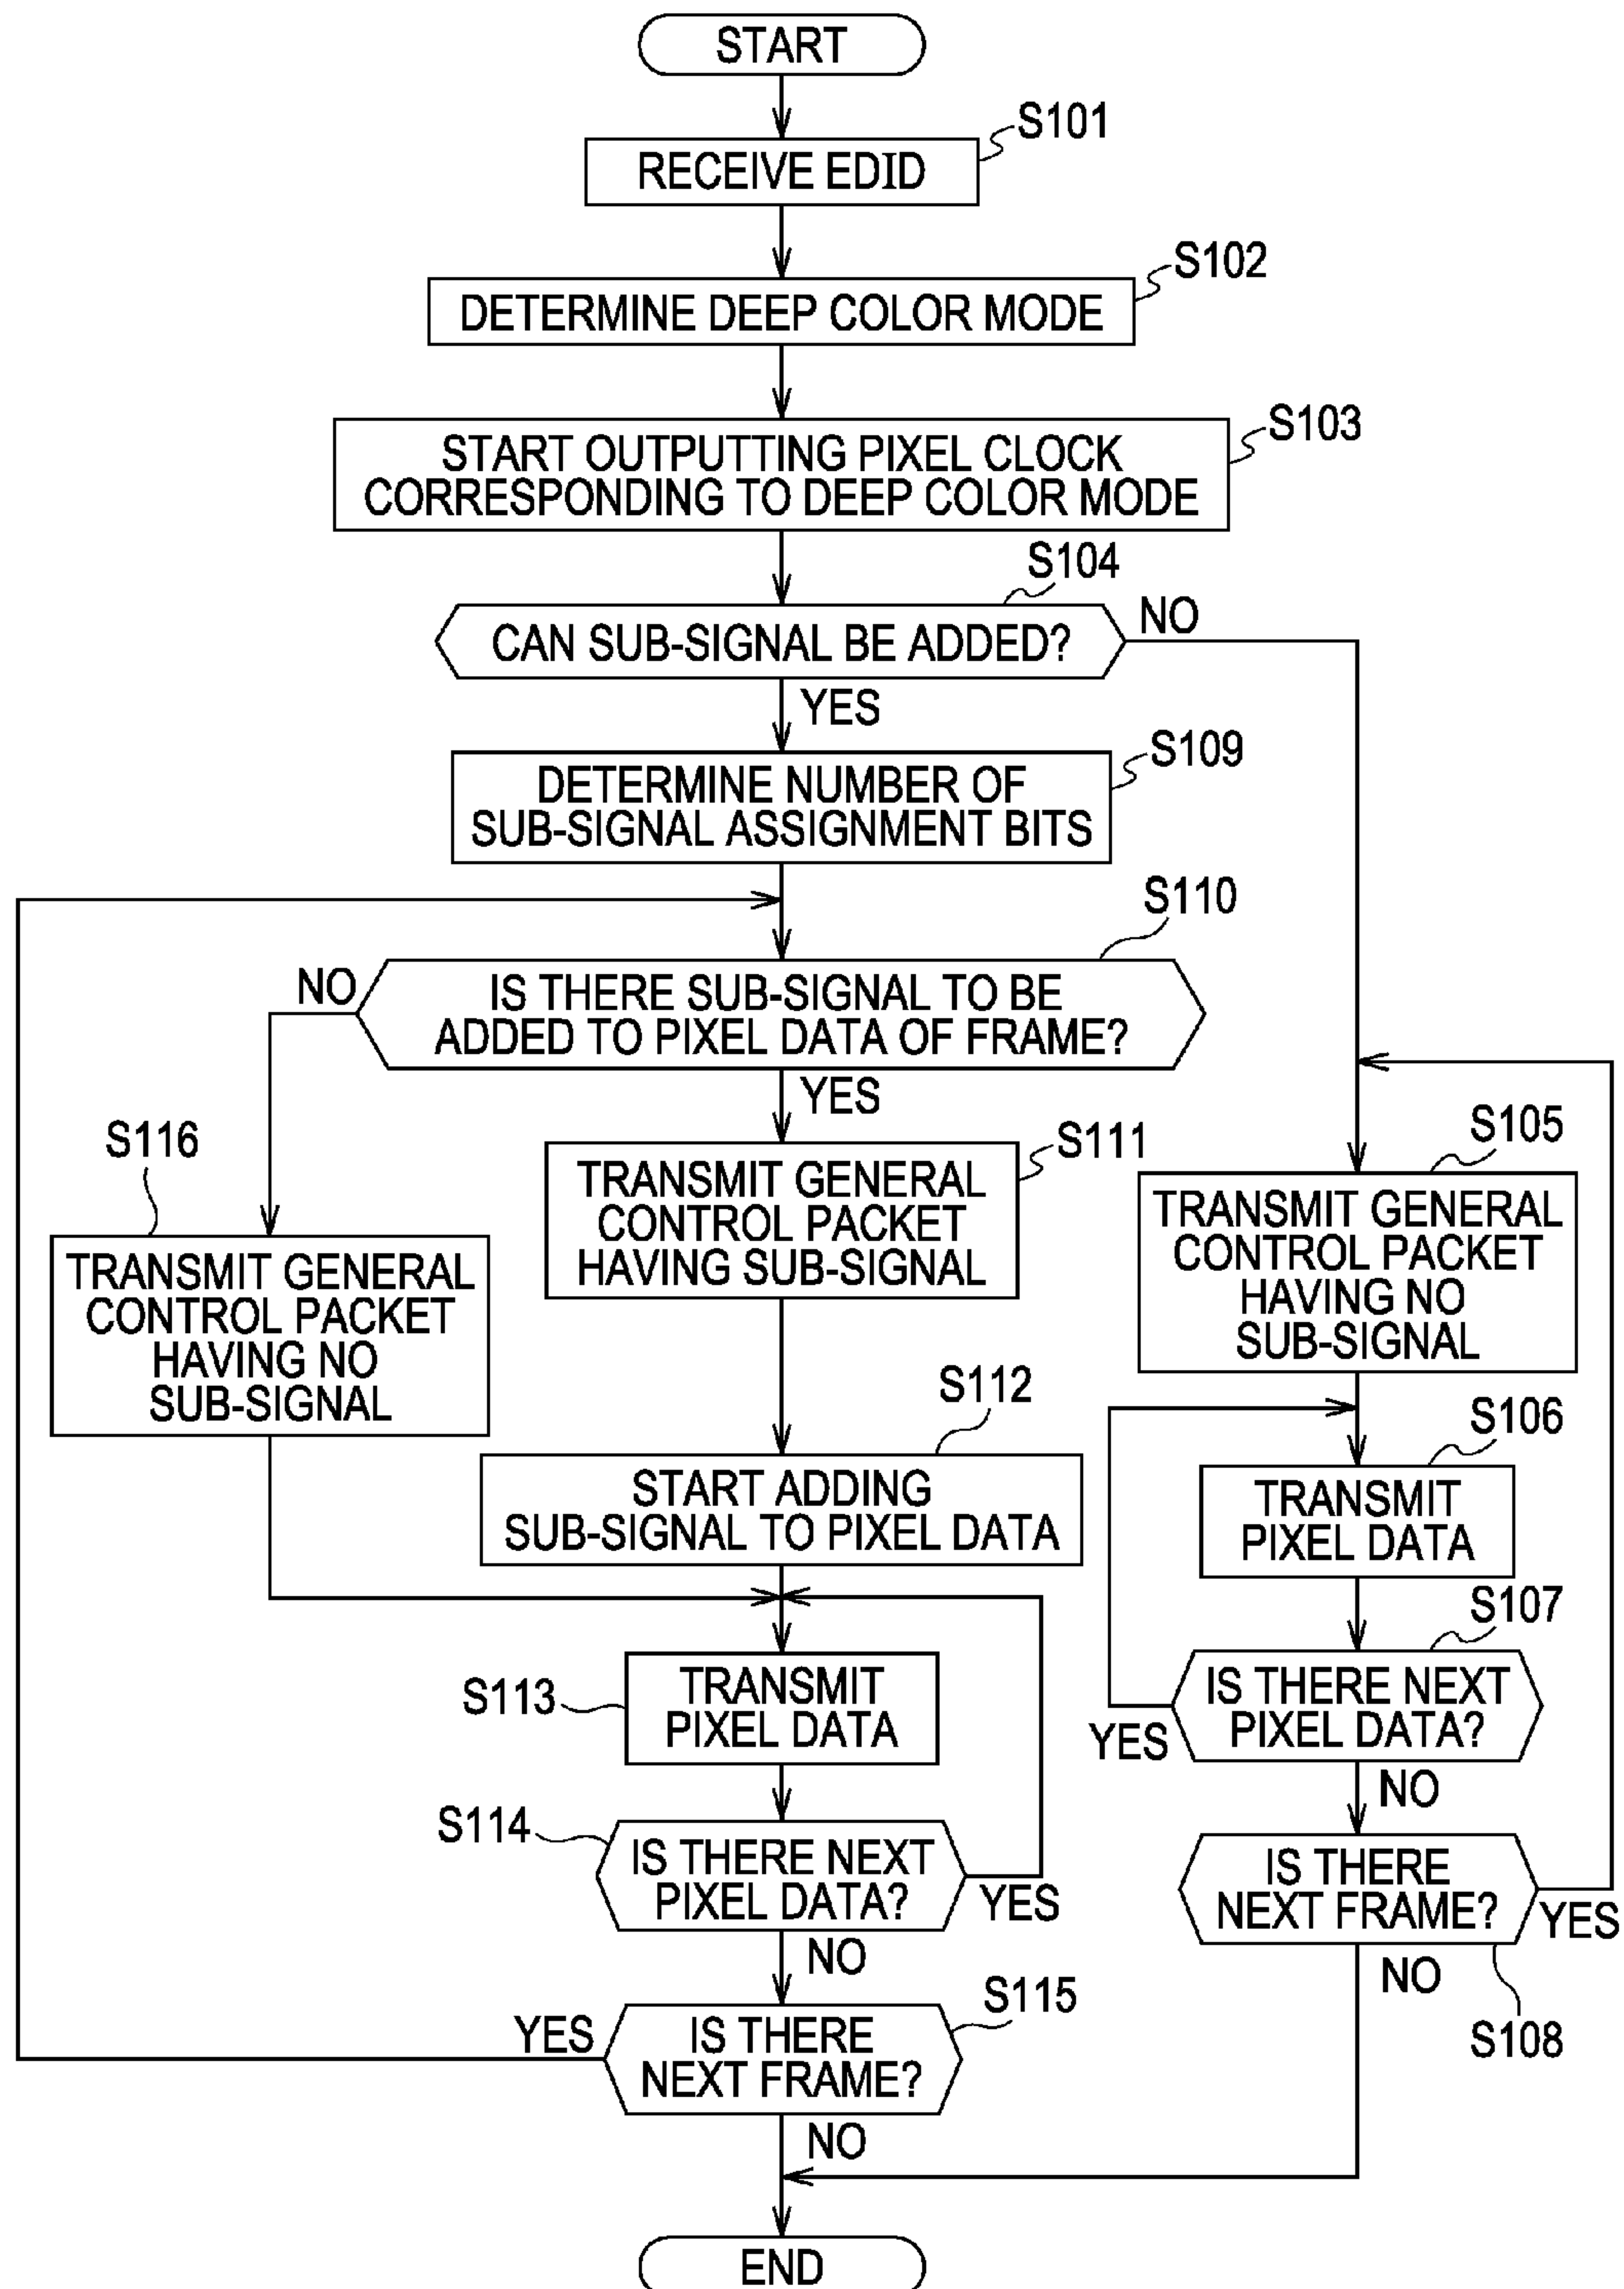 START
S101
RECEIVE EDID
S102
DETERMINE DEEP COLOR MODE
S103
START OUTPUTTING PIXEL CLOCK
CORRESPONDING TO DEEP COLOR MODE
S104
CAN SUB-SIGNAL BE ADDED?
NO
YES
S109
DETERMINE NUMBER OF
SUB-SIGNAL ASSIGNMENT BITS
S110
IS THERE SUB-SIGNAL TO BE
ADDED TO PIXEL DATA OF FRAME?
NO
YES
S116
TRANSMIT GENERAL
CONTROL PACKET
HAVING NO
SUB-SIGNAL
S111
TRANSMIT GENERAL
CONTROL PACKET
HAVING SUB-SIGNAL
S105
TRANSMIT GENERAL
CONTROL PACKET
HAVING NO
SUB-SIGNAL
S112
START ADDING
SUB-SIGNAL TO PIXEL DATA
S106
TRANSMIT
PIXEL DATA
S107
IS THERE NEXT
PIXEL DATA?
YES
NO
S113
TRANSMIT
PIXEL DATA
S114
IS THERE NEXT
PIXEL DATA?
YES
NO
IS THERE
NEXT FRAME?
YES
NO
S108
S115
YES
IS THERE
NEXT FRAME?
NO
END